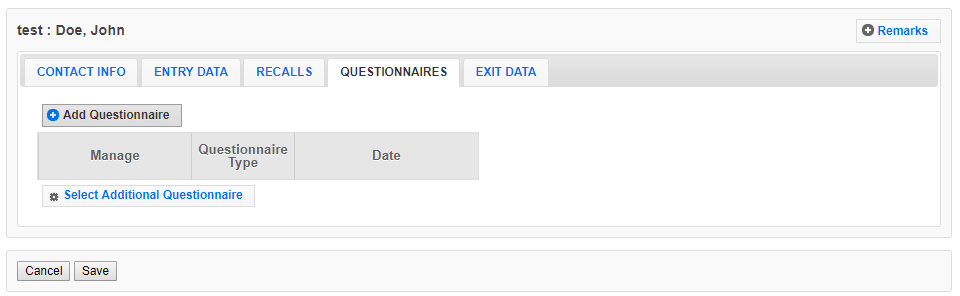 test : Doe, John
Remarks
CONTACT INFO ENTRY DATA RECALLS QUESTIONNAIRES EXIT DATA
Add Questionnaire
Manage Questionnaire Type Date
Select Additional Questionnaire
Cancel Save